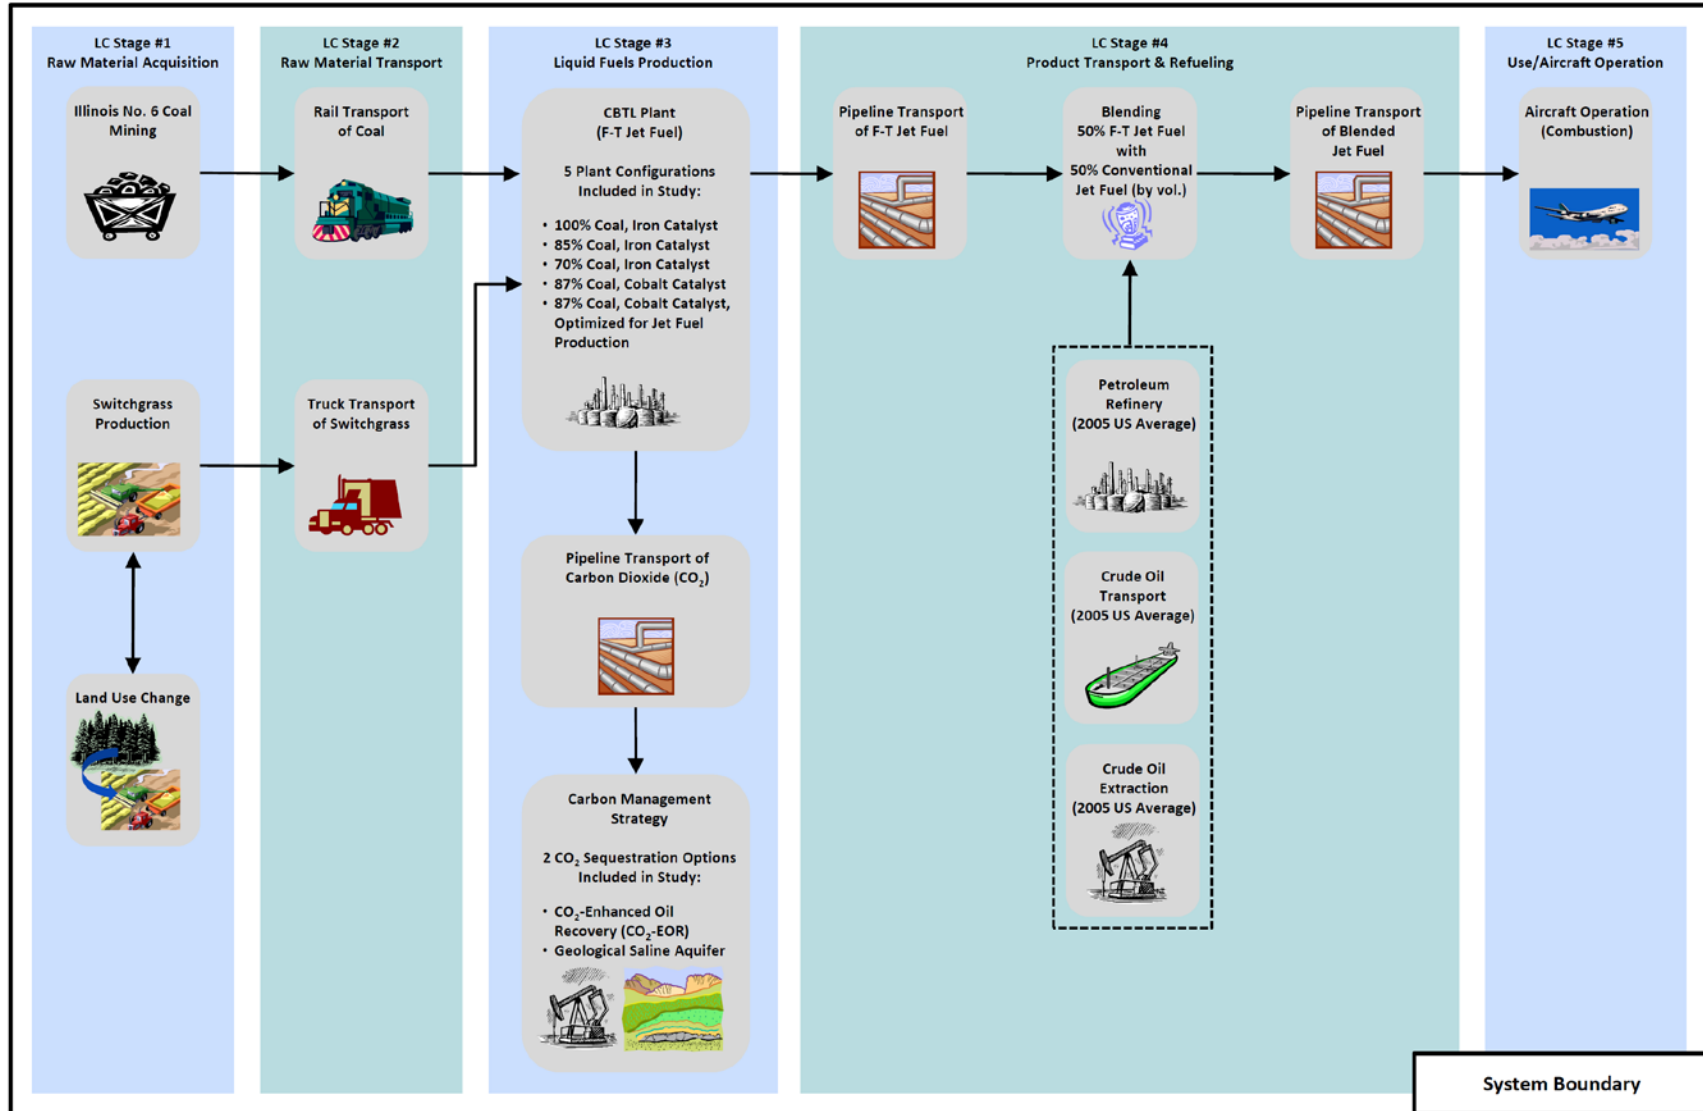 LC Stage #1
Raw Material Acquisition
Illinois No. 6 Coal
Mining
Switchgrass
Production
Land Use Change
LC Stage #2
Raw Material Transport
Rail Transport
of Coal
Truck Transport
of Switchgrass
LC Stage #3
Liquid Fuels Production
CBTL Plant
(F-T Jet Fuel)
5 Plant Configurations
Included in Study:
• 100% Coal, Iron Catalyst
• 85% Coal, Iron Catalyst
• 70% Coal, Iron Catalyst
• 87% Coal, Cobalt Catalyst
• 87% Coal, Cobalt Catalyst,
Optimized for Jet Fuel
Production
Pipeline Transport of
Carbon Dioxide (CO₂)
Carbon Management
Strategy
2 CO₂ Sequestration Options
Included in Study:
• CO₂-Enhanced Oil
Recovery (CO₂-EOR)
• Geological Saline Aquifer
LC Stage #4
Product Transport & Refueling
Pipeline Transport
of F-T Jet Fuel
Blending
50% F-T Jet Fuel
with
50% Conventional
Jet Fuel (by vol.)
Pipeline Transport
of Blended
Jet Fuel
Petroleum
Refinery
(2005 US Average)
Crude Oil
Transport
(2005 US Average)
Crude Oil
Extraction
(2005 US Average)
LC Stage #5
Use/Aircraft Operation
Aircraft Operation
(Combustion)
System Boundary